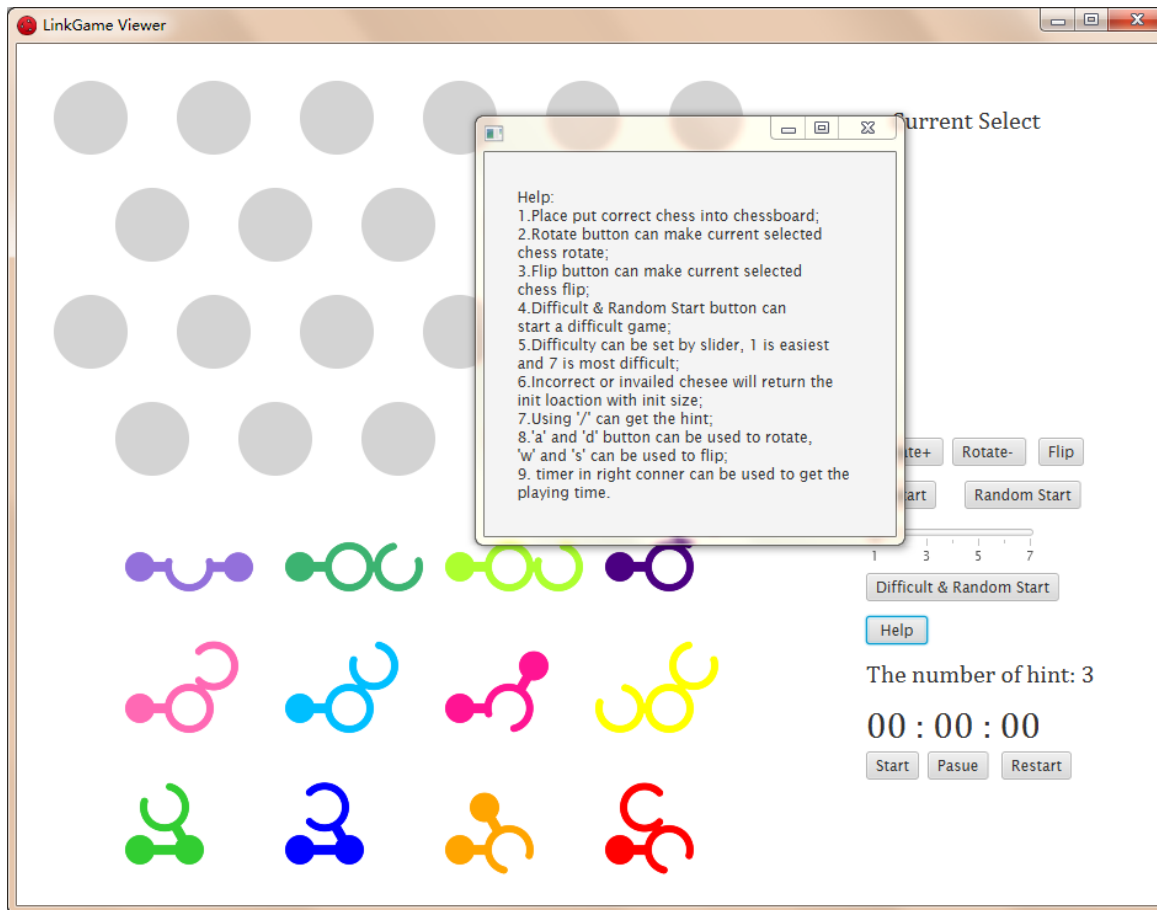 LinkGame Viewer
Current Select
Help:
1.Place put correct chess into chessboard;
2.Rotate button can make current selected
chess rotate;
3.Flip button can make current selected
chess flip;
4.Difficult & Random Start button can
start a difficult game;
5.Difficulty can be set by slider, 1 is easiest
and 7 is most difficult;
6.Incorrect or invailed chesee will return the
init loaction with init size;
7.Using '/' can get the hint;
8.'a' and 'd' button can be used to rotate,
'w' and 's' can be used to flip;
9. timer in right conner can be used to get the
playing time.
ate+ Rotate- Flip
art Random Start
1 3 5 7
Difficult & Random Start
Help
The number of hint: 3
00 : 00 : 00
Start Pasue Restart